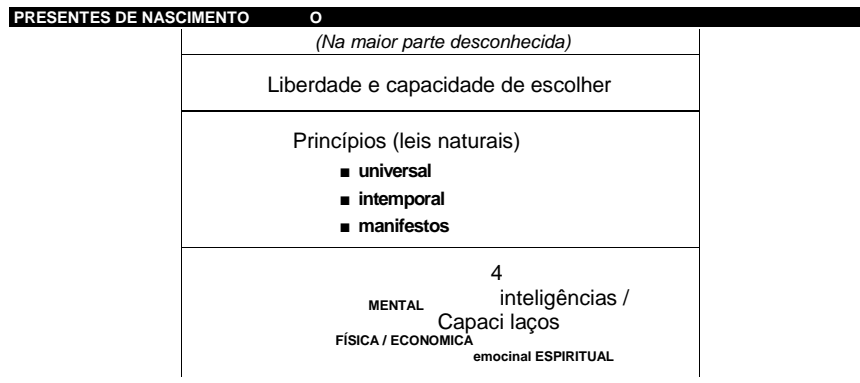 PRESENTES DE NASCIMENTO O
(Na maior parte desconhecida)
Liberdade e capacidade de escolher
Princípios (leis naturais)
■ universal
■ intemporal
■ manifestos
4
MENTAL inteligências /
Capaci laços
FÍSICA / ECONOMICA
emocinal ESPIRITUAL